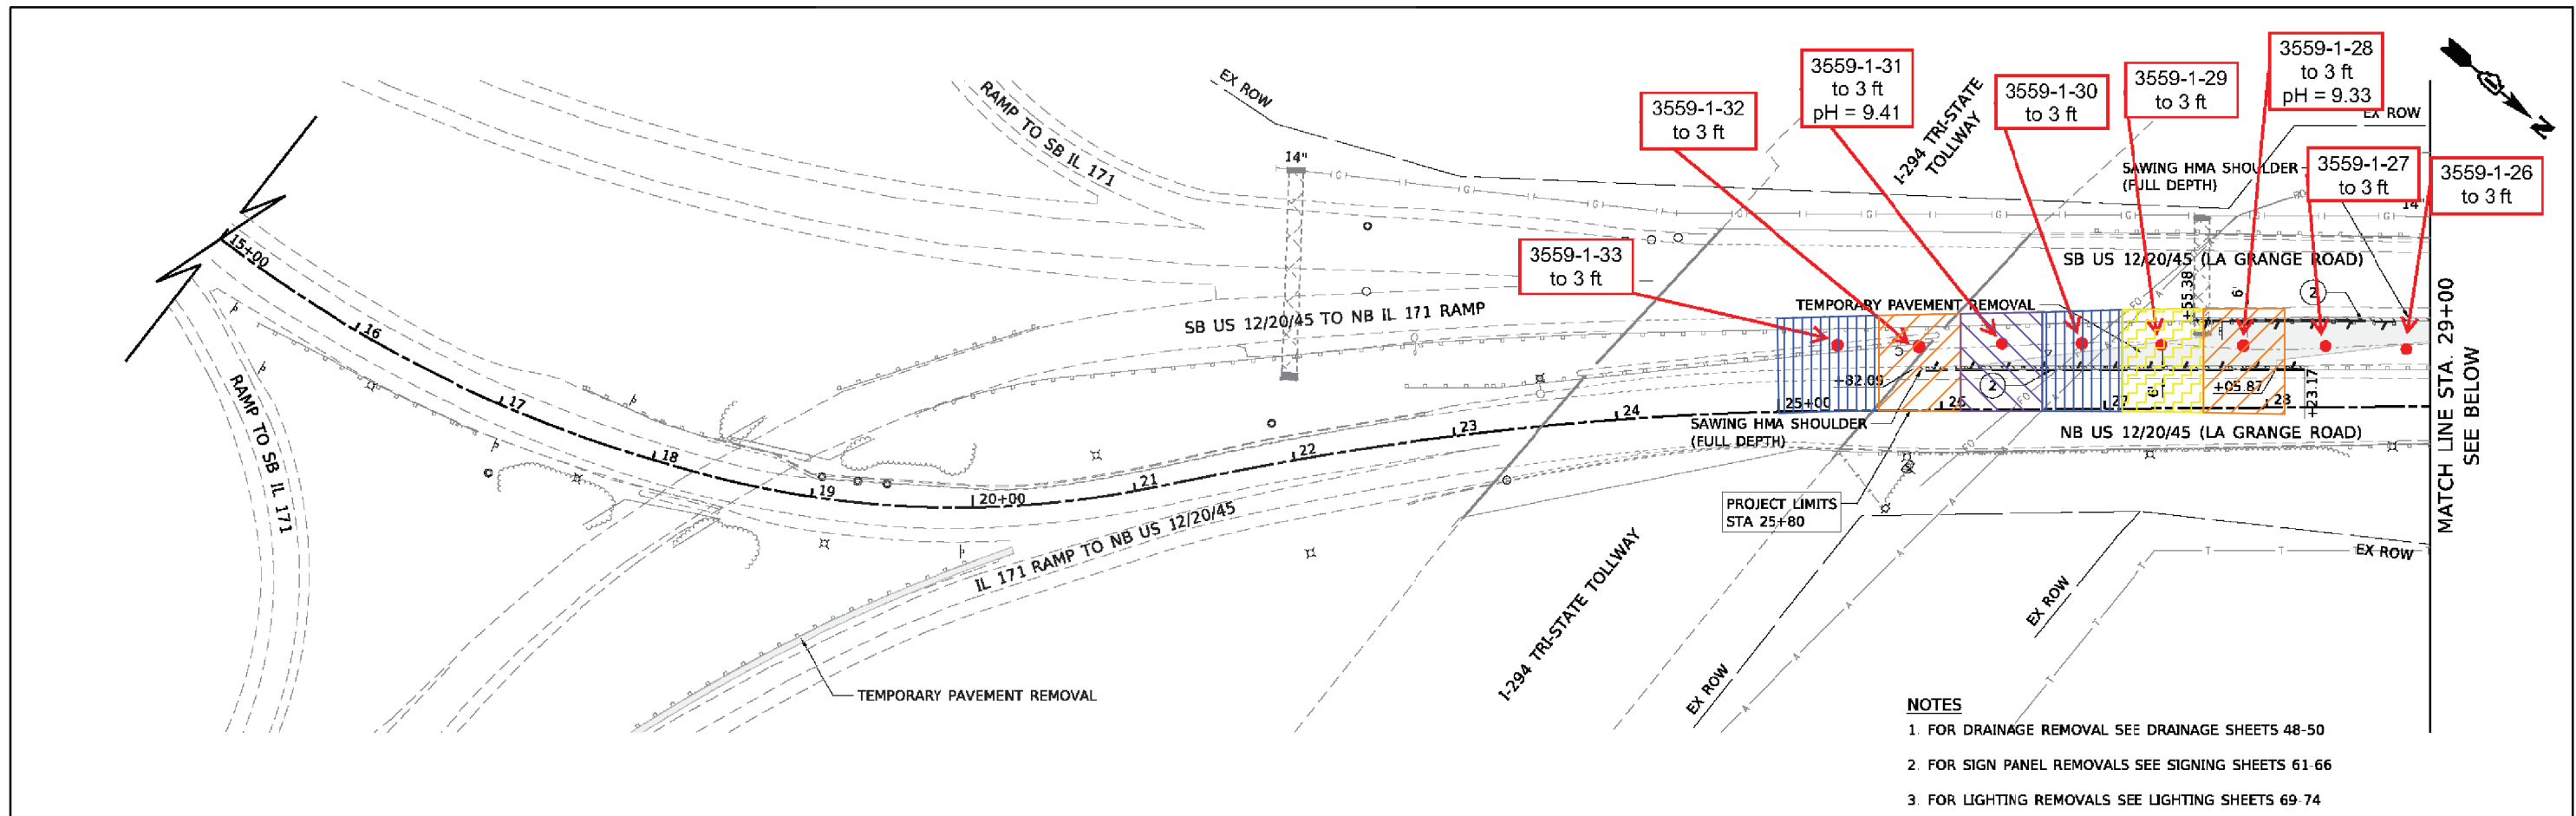 3559-1-28
to 3 ft
pH = 9.33
3559-1-31
to 3 ft
pH = 9.41
3559-1-29
to 3 ft
3559-1-30
to 3 ft
3559-1-32
to 3 ft
3559-1-27
to 3 ft
3559-1-26
to 3 ft
3559-1-33
to 3 ft
N
EX ROW
EX ROW
RAMP TO SB IL 171
14"
I-294 TRI-STATE
TOLLWAY
SAWING HMA SHOULDER
(FULL DEPTH)
14"
SB US 12/20/45 (LA GRANGE ROAD)
15+00
16
17
18
19
20+00
21
22
23
24
25+00
26
27
28
SB US 12/20/45 TO NB IL 171 RAMP
TEMPORARY PAVEMENT REMOVAL
+55.38
6'
2
+82.09
2
6'
+05.87
+23.17
SAWING HMA SHOULDER
(FULL DEPTH)
NB US 12/20/45 (LA GRANGE ROAD)
MATCH LINE STA. 29+00
SEE BELOW
RAMP TO SB IL 171
IL 171 RAMP TO NB US 12/20/45
PROJECT LIMITS
STA 25+80
I-294 TRI-STATE TOLLWAY
EX ROW
EX ROW
EX ROW
TEMPORARY PAVEMENT REMOVAL
NOTES
1. FOR DRAINAGE REMOVAL SEE DRAINAGE SHEETS 48-50
2. FOR SIGN PANEL REMOVALS SEE SIGNING SHEETS 61-66
3. FOR LIGHTING REMOVALS SEE LIGHTING SHEETS 69-74